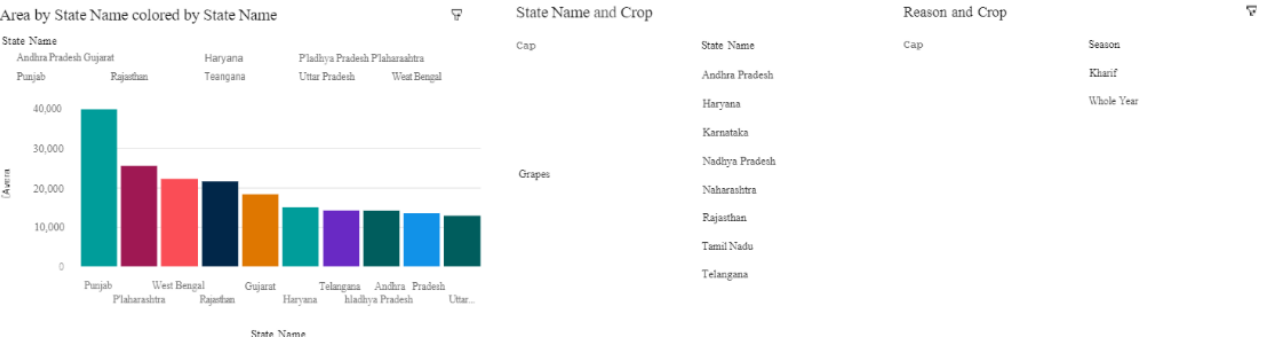 Area by State Name colored by State Name
State Name
Andhra Pradesh Gujarat Haryana P'ladhya Pradesh P'laharaahtra
Punjab Rajasthan Teangana Uttar Pradesh Weat Bengal
40,000
30,000
20,000
10,000
0
Punjab West Bengal Gujarat Telangana Andhra Pradesh
P'laharashtra Rajasthan Haryana hladhya Pradesh Uttar...
State Name
State Name and Crop
Cap State Name
Andhra Pradesh
Haryana
Karnataka
Nadhya Pradesh
Grapes
Naharashtra
Rajasthan
Tamil Nadu
Telangana
Reason and Crop
Cap Season
Kharif
Whole Year